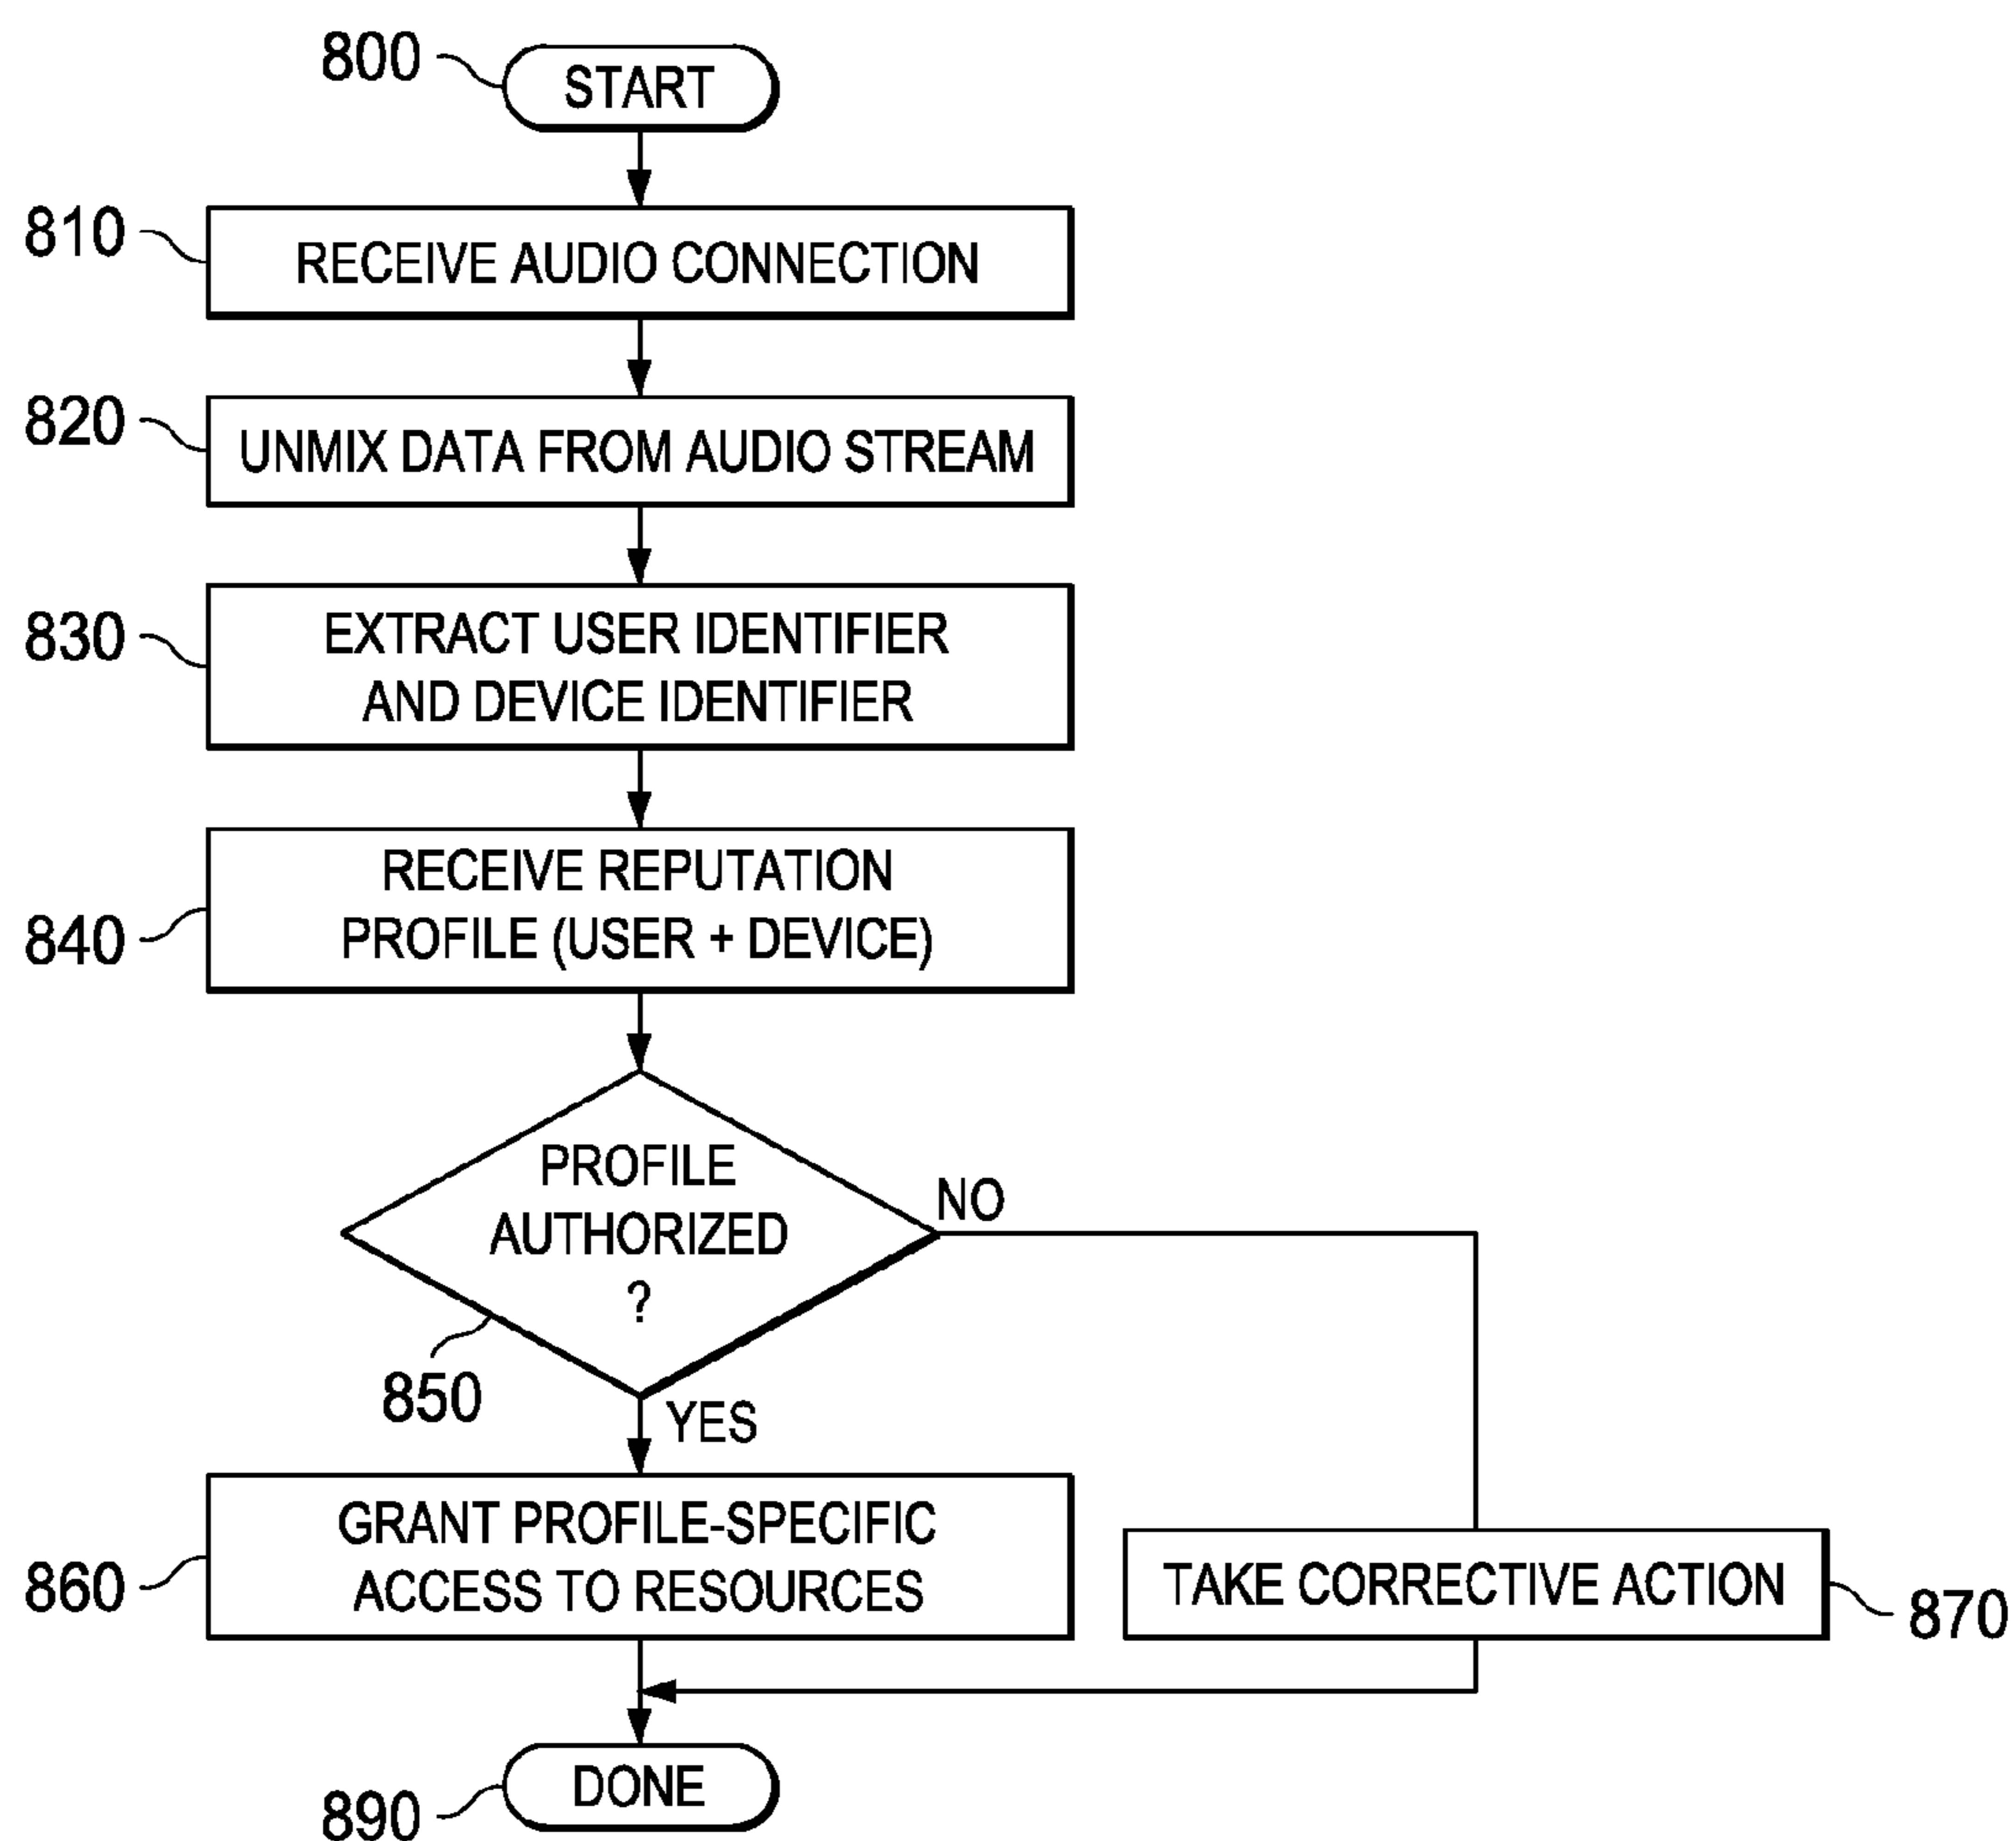 800
START
810
RECEIVE AUDIO CONNECTION
820
UNMIX DATA FROM AUDIO STREAM
830
EXTRACT USER IDENTIFIER
AND DEVICE IDENTIFIER
840
RECEIVE REPUTATION
PROFILE (USER + DEVICE)
PROFILE
AUTHORIZED
?
NO
850
YES
860
GRANT PROFILE-SPECIFIC
ACCESS TO RESOURCES
TAKE CORRECTIVE ACTION
870
DONE
890